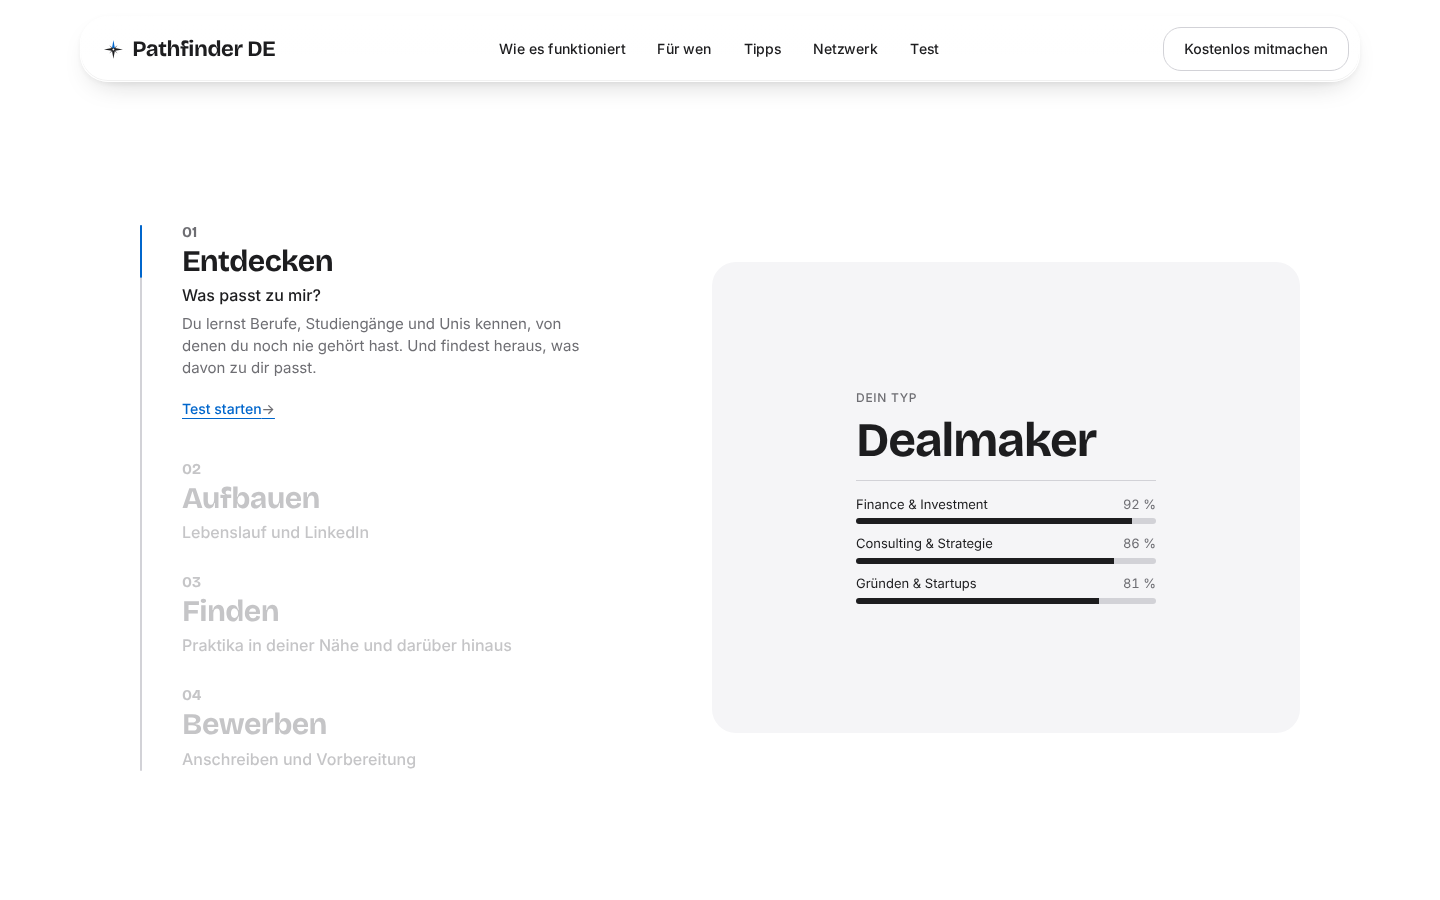 Pathfinder DE
Wie es funktioniert
Für wen
Tipps
Netzwerk
Test
Kostenlos mitmachen
01
Entdecken
Was passt zu mir?
Du lernst Berufe, Studiengänge und Unis kennen, von
denen du noch nie gehört hast. Und findest heraus, was
davon zu dir passt.
Test starten→
02
Aufbauen
Lebenslauf und LinkedIn
03
Finden
Praktika in deiner Nähe und darüber hinaus
04
Bewerben
Anschreiben und Vorbereitung
DEIN TYP
Dealmaker
Finance & Investment 92 %
Consulting & Strategie 86 %
Gründen & Startups 81 %